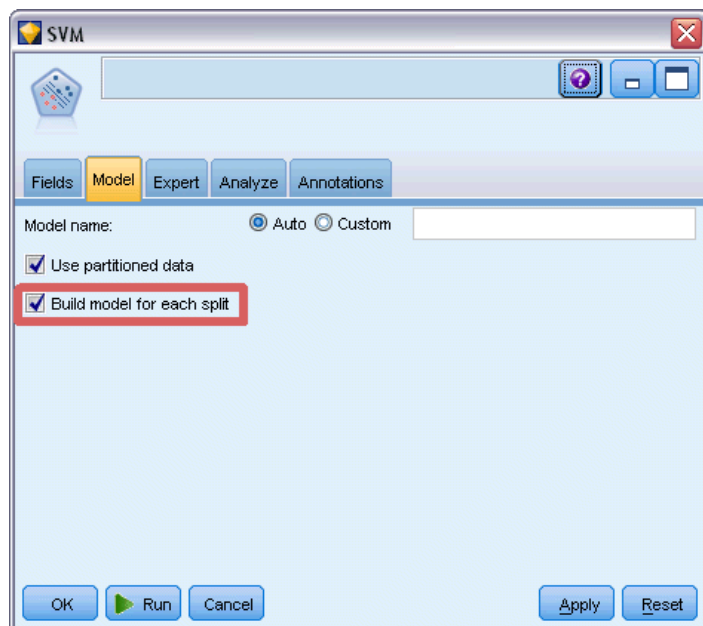 SVM
?
Fields Model Expert Analyze Annotations
Model name: Auto Custom
Use partitioned data
Build model for each split
OK Run Cancel Apply Reset